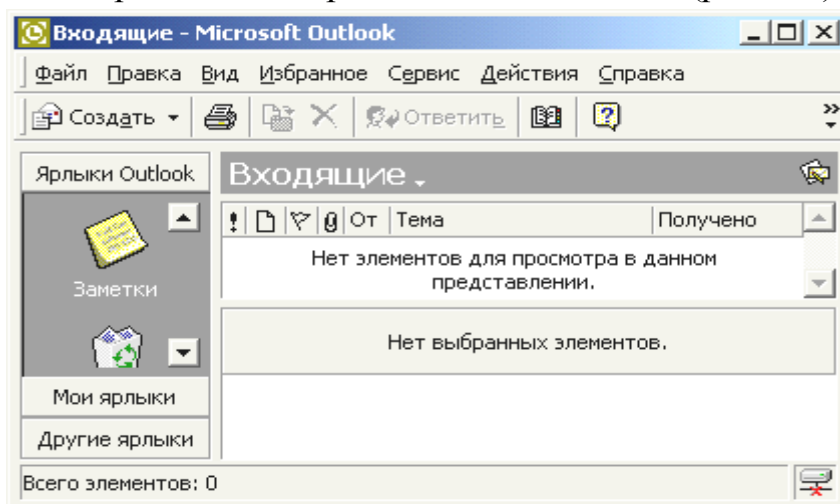 Входящие - Microsoft Outlook
Файл Правка Вид Избранное Сервис Действия Справка
Создать Ответить
Ярлыки Outlook
Входящие
От Тема Получено
Нет элементов для просмотра в данном
представлении.
Заметки
Нет выбранных элементов.
Мои ярлыки
Другие ярлыки
Всего элементов: 0